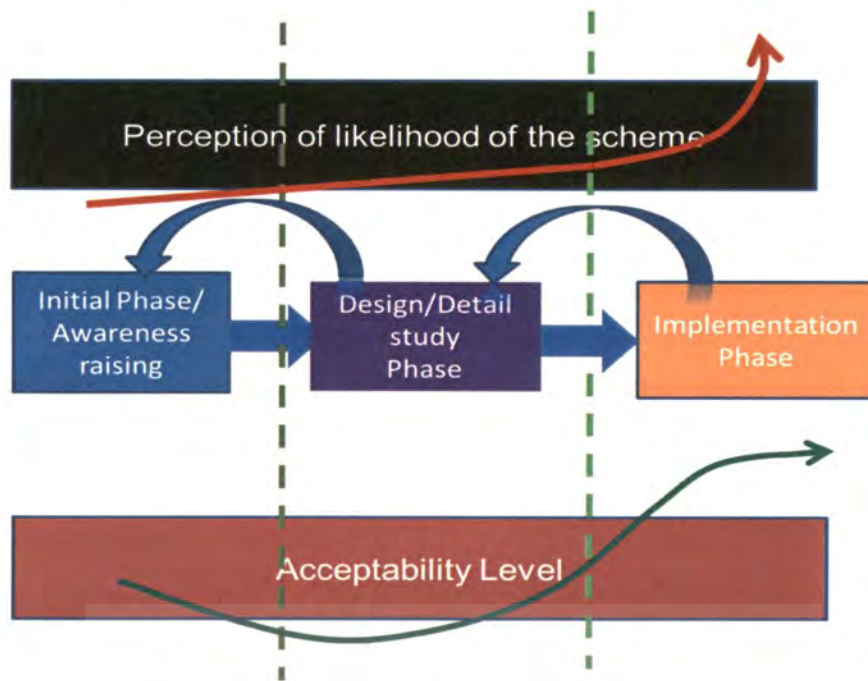 Perception of likelihood of the scheme
Initial Phase/
Awareness
raising
Design/Detail
study
Phase
Implementation
Phase
Acceptability Level